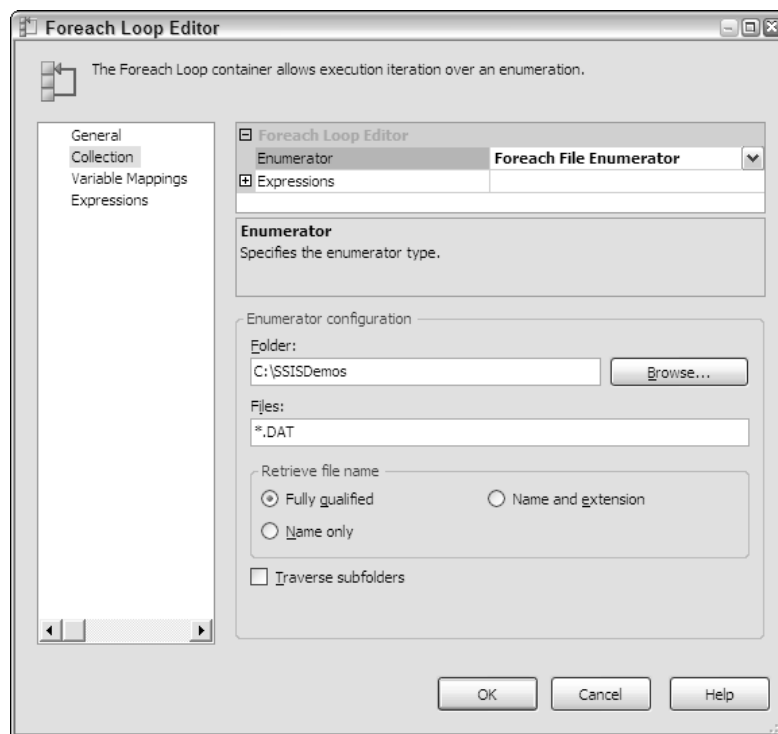 Foreach Loop Editor
The Foreach Loop container allows execution iteration over an enumeration.
General
Collection
Variable Mappings
Expressions
Foreach Loop Editor
Enumerator Foreach File Enumerator
Expressions
Enumerator
Specifies the enumerator type.
Enumerator configuration
Folder:
C:\SSISDemos Browse...
Files:
*.DAT
Retrieve file name
Fully qualified Name and extension
Name only
Traverse subfolders
OK Cancel Help